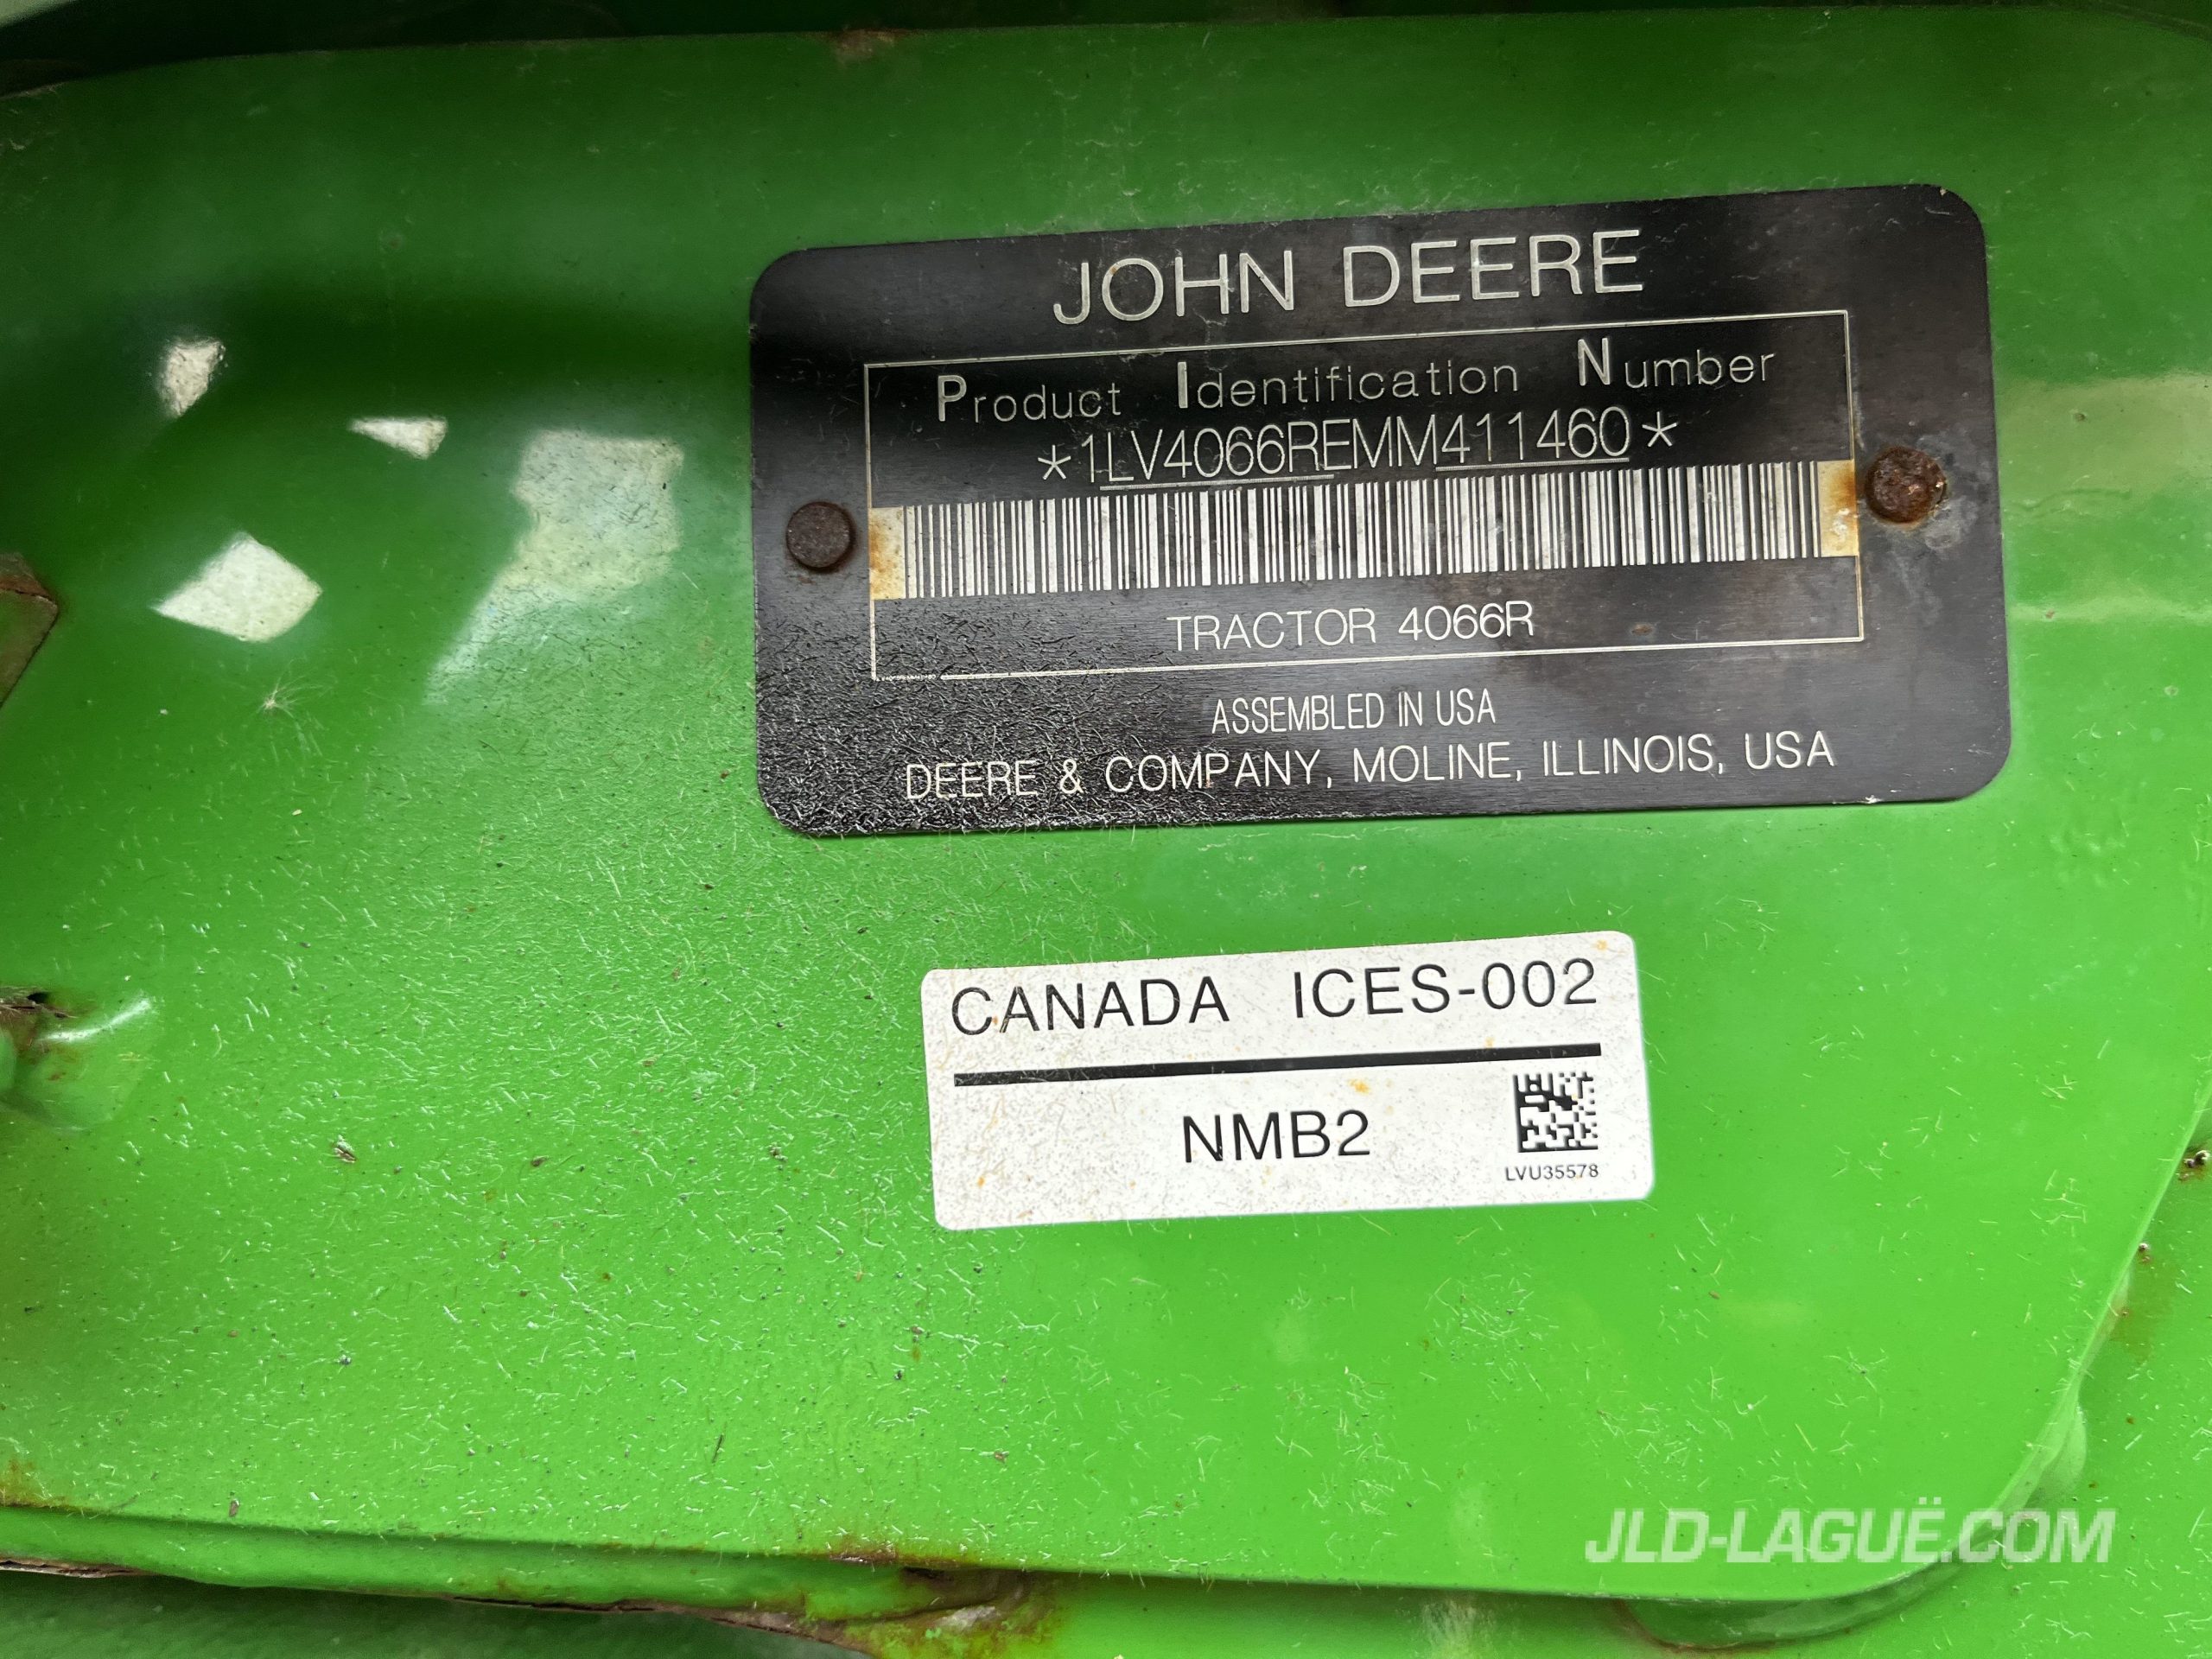 JOHN DEERE
Product Identification Number
*1LV4066REMM411460*
TRACTOR 4066R
ASSEMBLED IN USA
DEERE & COMPANY, MOLINE, ILLINOIS, USA
CANADA ICES-002
NMB2
LVU35578
JLD-LAGUË.COM